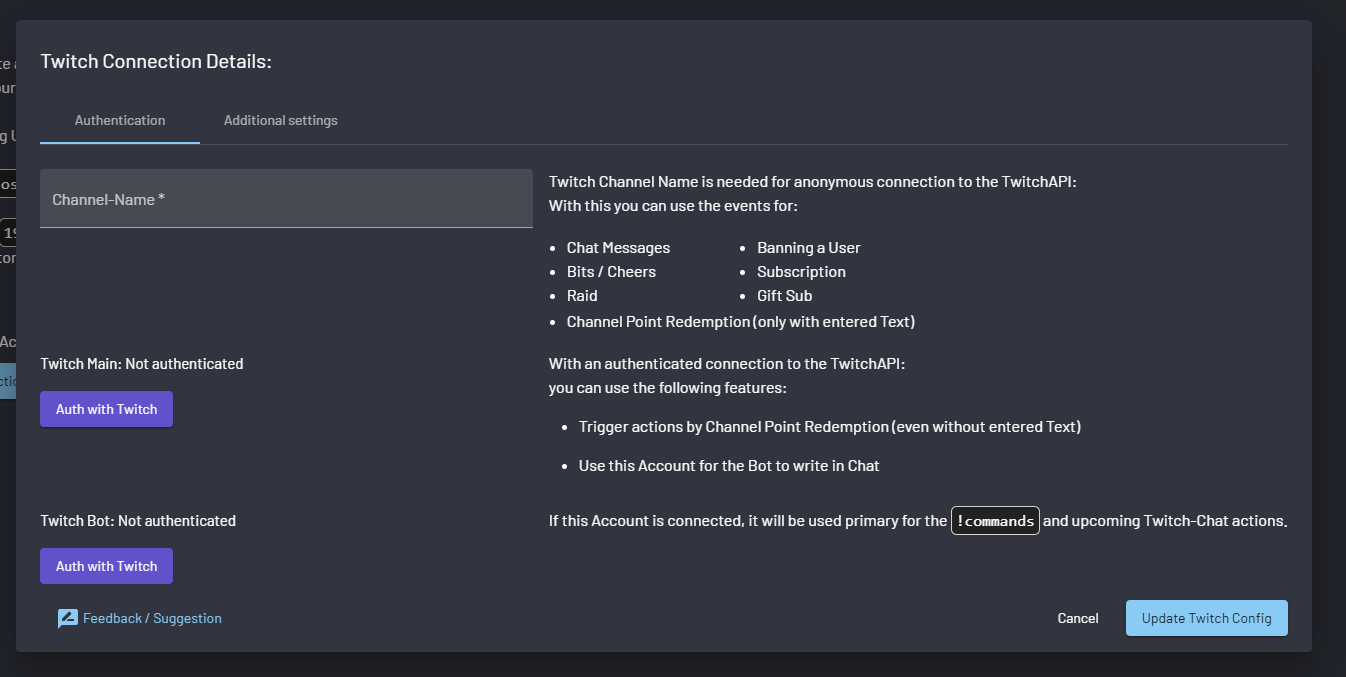 Twitch Connection Details:
Authentication
Additional settings
Channel-Name *
Twitch Channel Name is needed for anonymous connection to the TwitchAPI:
With this you can use the events for:
• Chat Messages
• Bits / Cheers
• Raid
• Banning a User
• Subscription
• Gift Sub
• Channel Point Redemption (only with entered Text)
Twitch Main: Not authenticated
Auth with Twitch
With an authenticated connection to the TwitchAPI:
you can use the following features:
• Trigger actions by Channel Point Redemption (even without entered Text)
• Use this Account for the Bot to write in Chat
Twitch Bot: Not authenticated
Auth with Twitch
If this Account is connected, it will be used primary for the !commands and upcoming Twitch-Chat actions.
Feedback / Suggestion
Cancel
Update Twitch Config